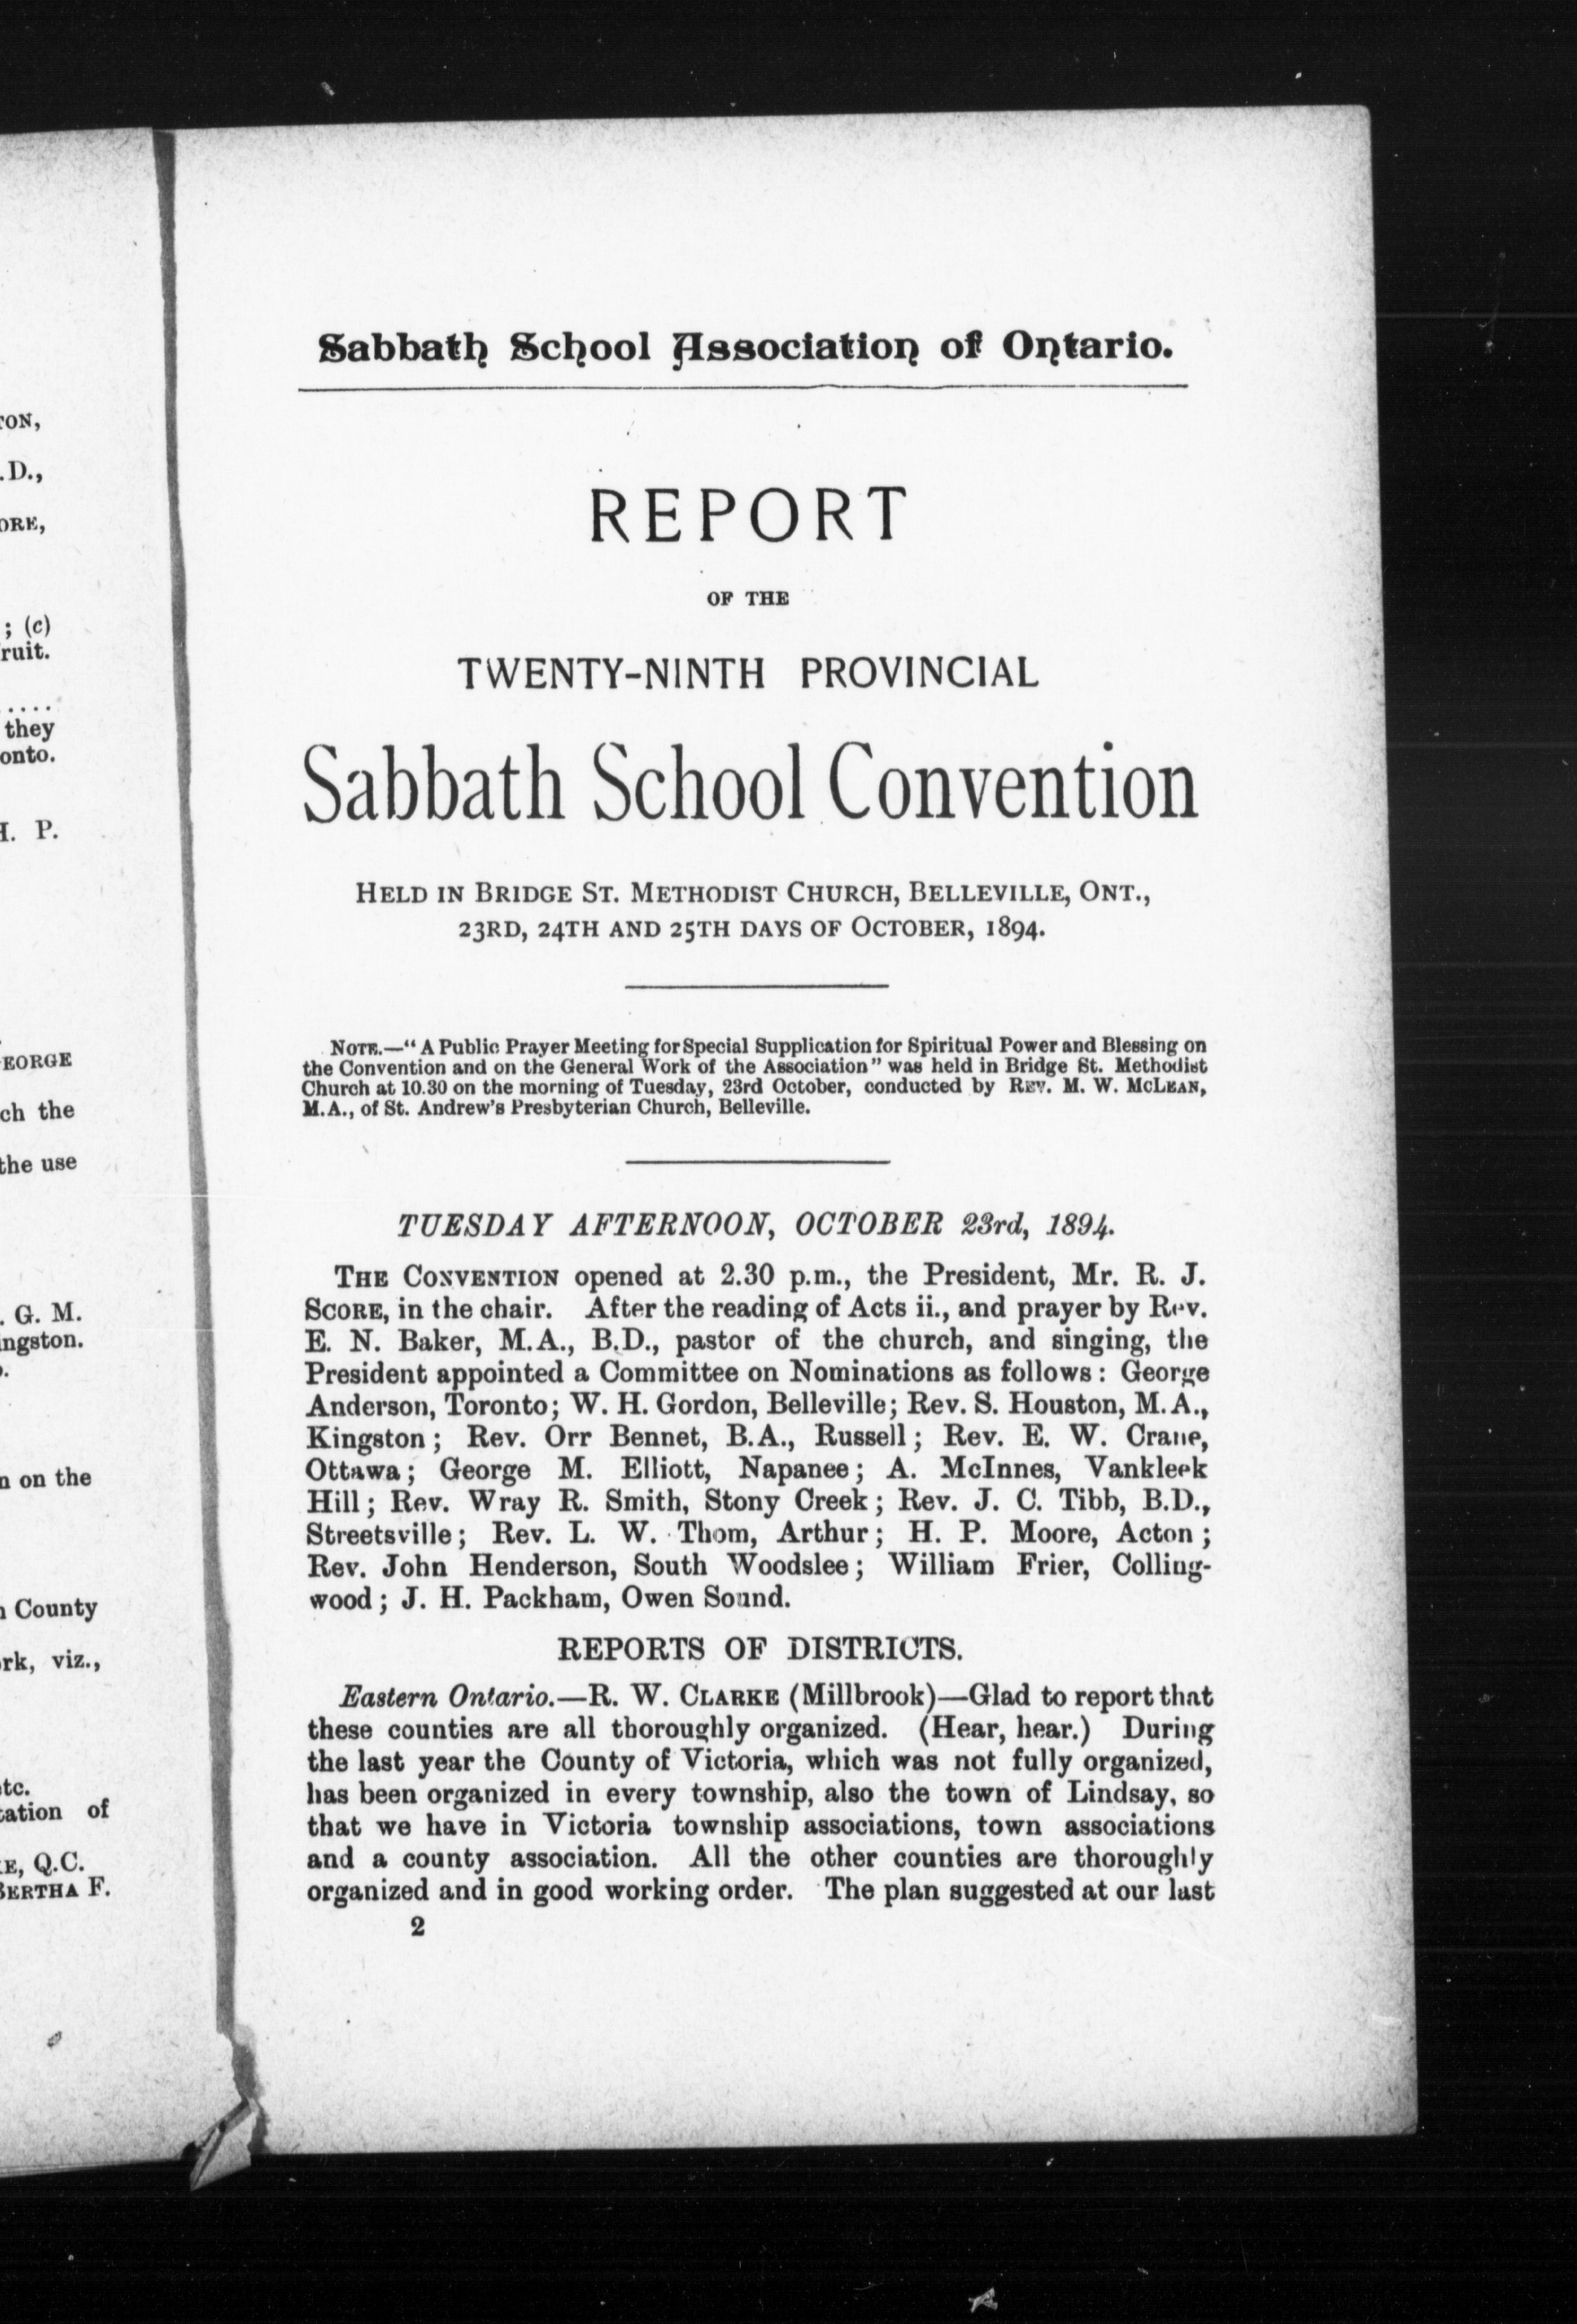 Sabbath School Association of Ontario.
REPORT
OF THE
TWENTY-NINTH PROVINCIAL
Sabbath School Convention
HELD IN BRIDGE ST. METHODIST CHURCH, BELLEVILLE, ONT.,
23RD, 24TH AND 25TH DAYS OF OCTOBER, 1894.
NOTE.—"A Public Prayer Meeting for Special Supplication for Spiritual Power and Blessing on
the Convention and on the General Work of the Association" was held in Bridge St. Methodist
Church at 10.30 on the morning of Tuesday, 23rd October, conducted by REV. M. W. MCLEAN,
M.A., of St. Andrew's Presbyterian Church, Belleville.
TUESDAY AFTERNOON, OCTOBER 23rd, 1894.
THE CONVENTION opened at 2.30 p.m., the President, Mr. R. J.
SCORE, in the chair. After the reading of Acts ii., and prayer by Rev.
E. N. Baker, M.A., B.D., pastor of the church, and singing, the
President appointed a Committee on Nominations as follows: George
Anderson, Toronto; W. H. Gordon, Belleville; Rev. S. Houston, M.A.,
Kingston; Rev. Orr Bennet, B.A., Russell; Rev. E. W. Crane,
Ottawa; George M. Elliott, Napanee; A. McInnes, Vankleek
Hill; Rev. Wray R. Smith, Stony Creek; Rev. J. C. Tibb, B.D.,
Streetsville; Rev. L. W. Thom, Arthur; H. P. Moore, Acton;
Rev. John Henderson, South Woodslee; William Frier, Colling-
wood; J. H. Packham, Owen Sound.
REPORTS OF DISTRICTS.
Eastern Ontario.—R. W. CLARKE (Millbrook)—Glad to report that
these counties are all thoroughly organized. (Hear, hear.) During
the last year the County of Victoria, which was not fully organized,
has been organized in every township, also the town of Lindsay, so
that we have in Victoria township associations, town associations
and a county association. All the other counties are thoroughly
organized and in good working order. The plan suggested at our last
2